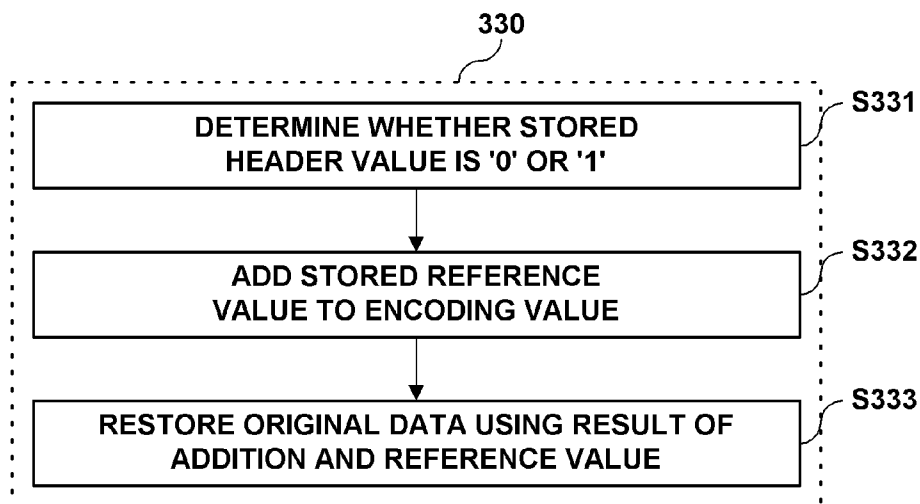 330
S331
DETERMINE WHETHER STORED
HEADER VALUE IS '0' OR '1'
S332
ADD STORED REFERENCE
VALUE TO ENCODING VALUE
S333
RESTORE ORIGINAL DATA USING RESULT OF
ADDITION AND REFERENCE VALUE